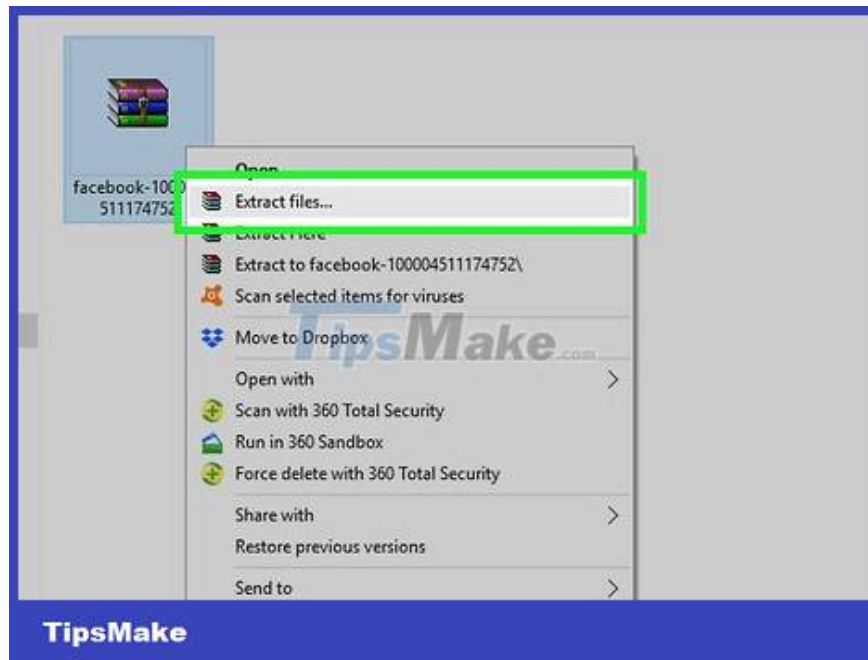 facebook-1000
511174752
Open
Extract files...
Extract Here
Extract to facebook-100004511174752\
Scan selected items for viruses
TipsMake.com
Move to Dropbox
Open with
Scan with 360 Total Security
Run in 360 Sandbox
Force delete with 360 Total Security
Share with
Restore previous versions
Send to
TipsMake